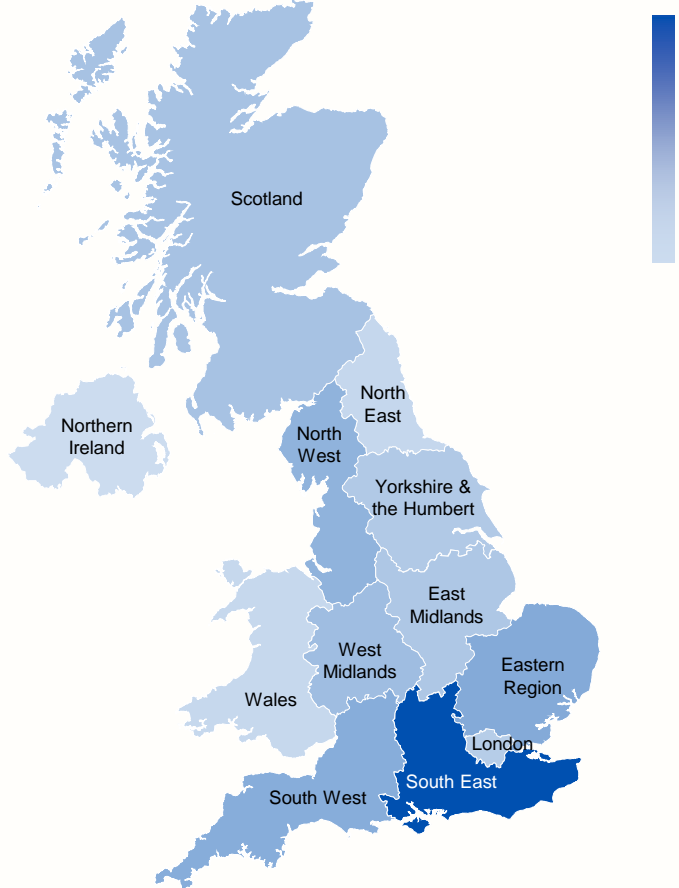 Scotland
North
East
Northern
Ireland
North
West
Yorkshire &
the Humbert
East
Midlands
West
Midlands
Eastern
Region
Wales
London
South East
South West